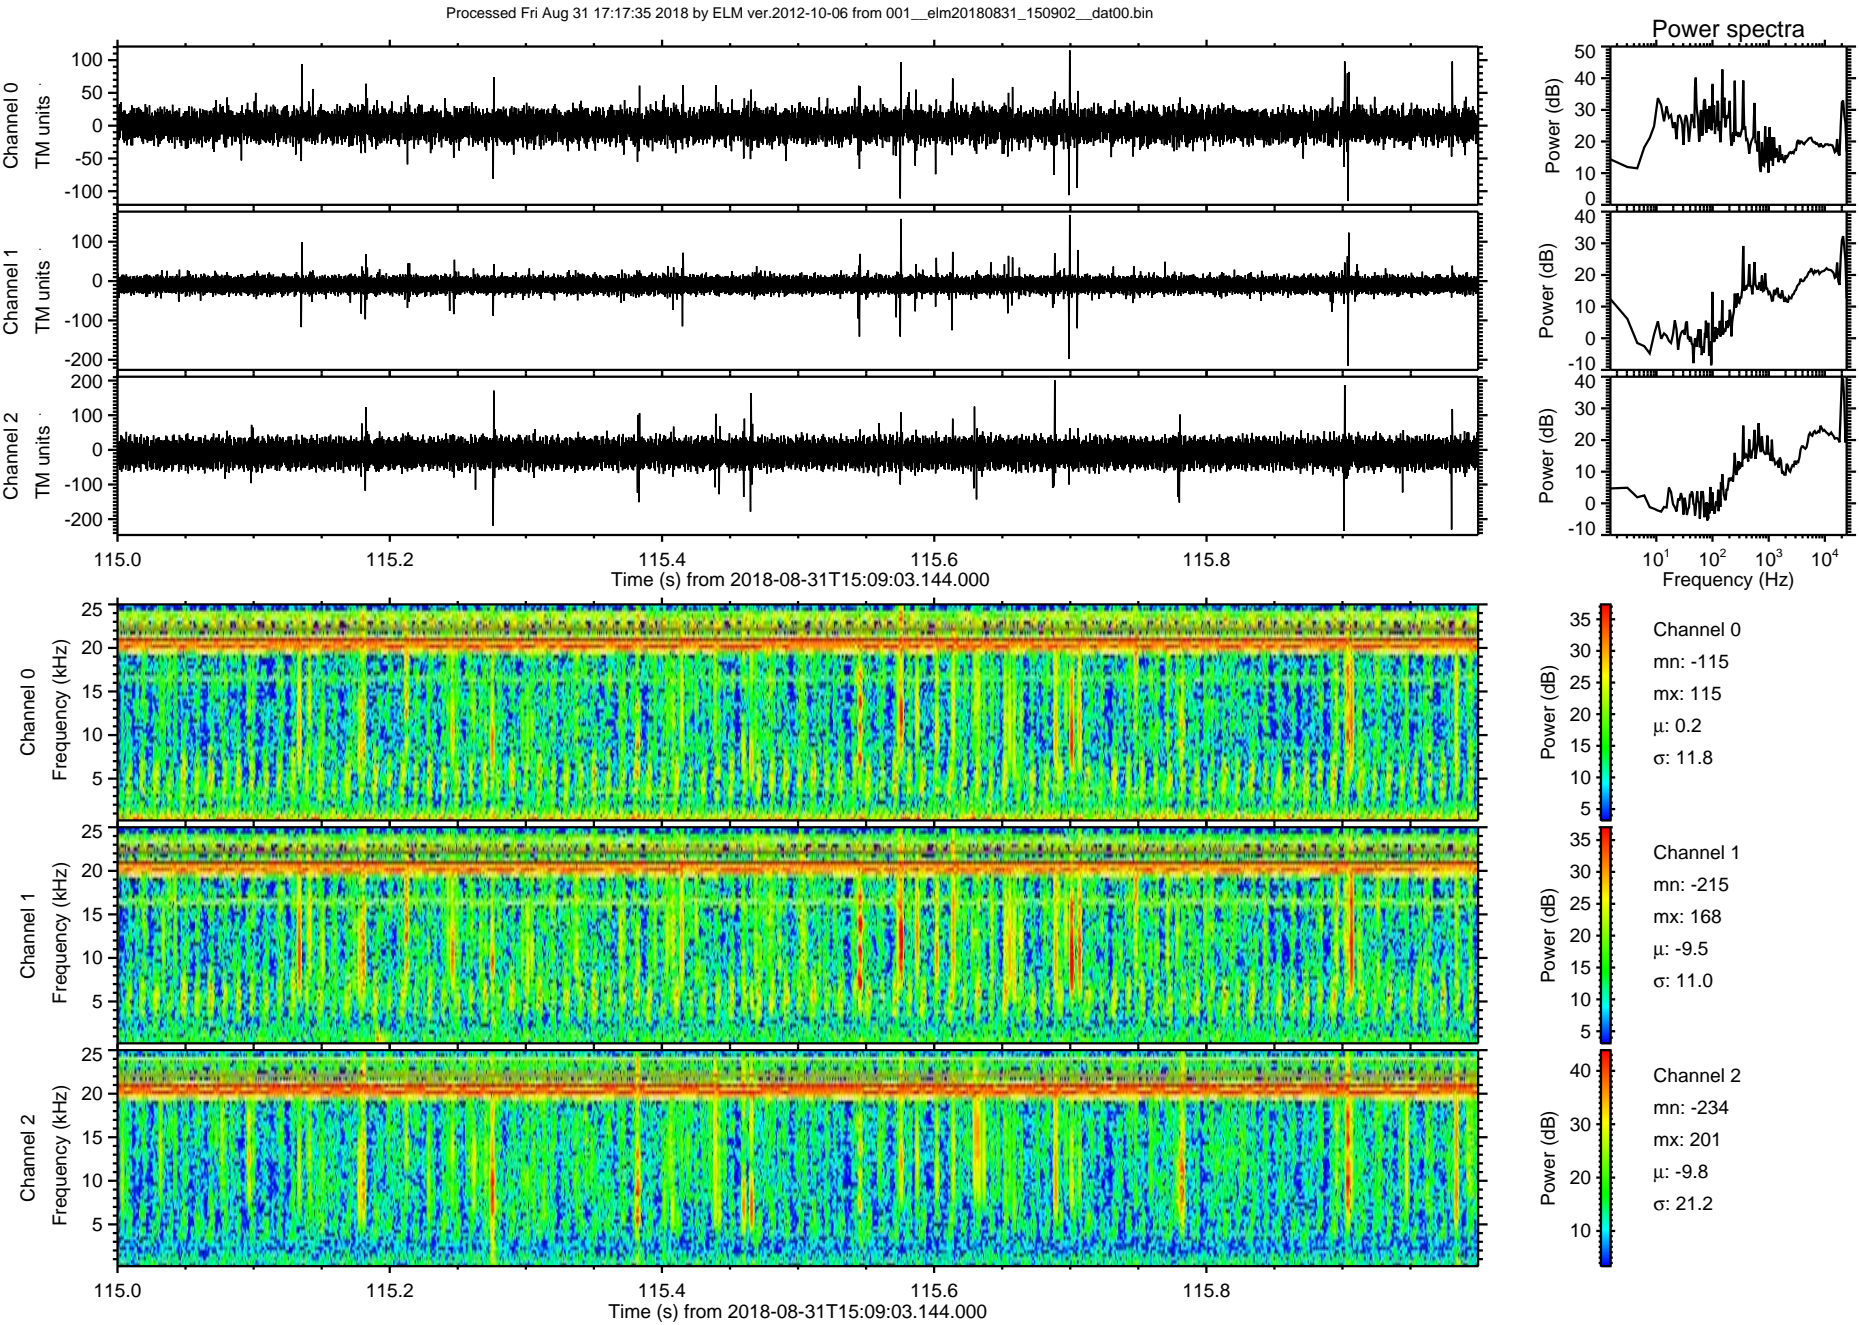 Processed Fri Aug 31 17:17:35 2018 by ELM ver.2012-10-06 from 001__elm20180831_150902__dat00.bin
Power spectra
Channel 0
TM units
100
50
0
-50
-100
Power (dB)
50
40
30
20
10
0
Channel 1
TM units
100
0
-100
-200
Power (dB)
40
30
20
10
0
-10
Channel 2
TM units
200
100
0
-100
-200
Power (dB)
40
30
20
10
0
-10
115.0 115.2 115.4 115.6 115.8
Time (s) from 2018-08-31T15:09:03.144.000
10^1 10^2 10^3 10^4
Frequency (Hz)
Channel 0
Frequency (kHz)
25
20
15
10
5
Power (dB)
35
30
25
20
15
10
5
Channel 0
mn: -115
mx: 115
μ: 0.2
σ: 11.8
Channel 1
Frequency (kHz)
25
20
15
10
5
Power (dB)
35
30
25
20
15
10
5
Channel 1
mn: -215
mx: 168
μ: -9.5
σ: 11.0
Channel 2
Frequency (kHz)
25
20
15
10
5
Power (dB)
40
30
20
10
Channel 2
mn: -234
mx: 201
μ: -9.8
σ: 21.2
115.0 115.2 115.4 115.6 115.8
Time (s) from 2018-08-31T15:09:03.144.000